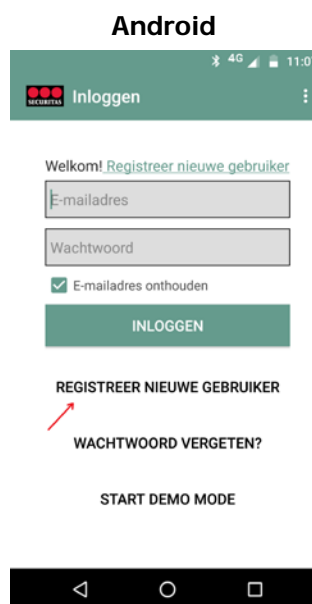 Android
4G 11:0
SECURITAS Inloggen
Welkom! Registreer nieuwe gebruiker
E-mailadres
Wachtwoord
E-mailadres onthouden
INLOGGEN
REGISTREER NIEUWE GEBRUIKER
WACHTWOORD VERGETEN?
START DEMO MODE